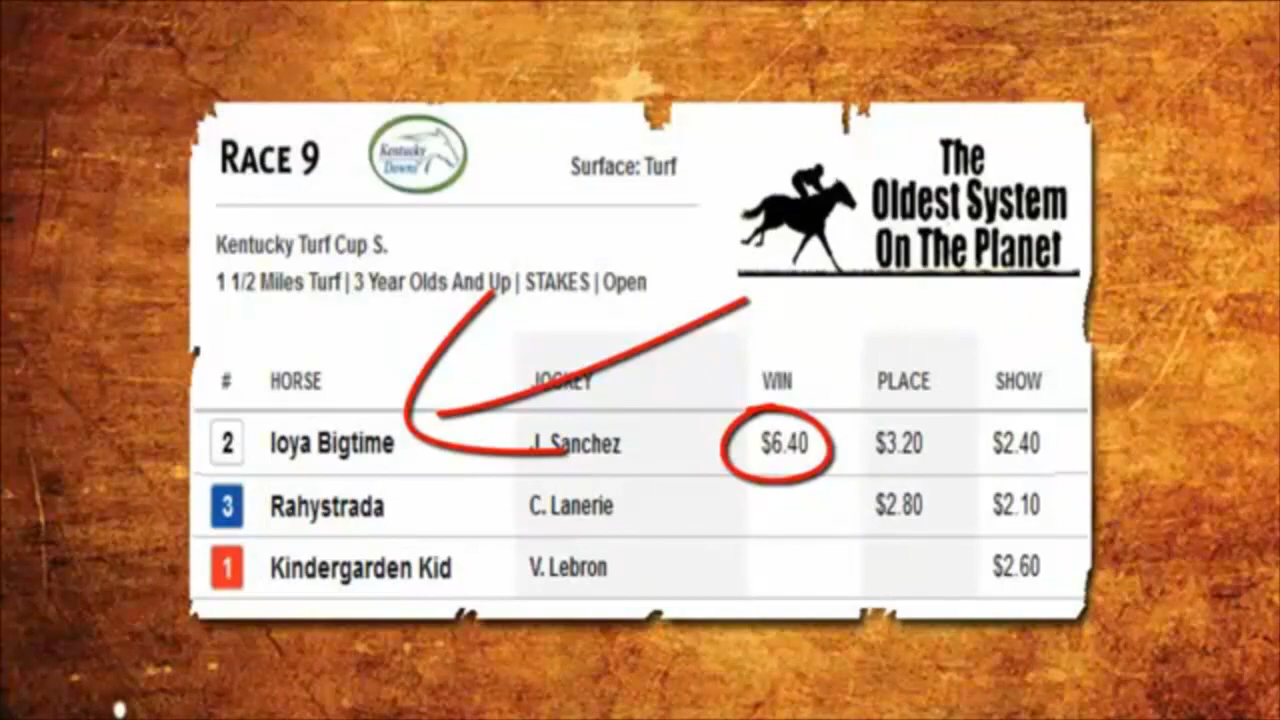 RACE 9
Kentucky
Downs
Surface: Turf
The
Oldest System
On The Planet
Kentucky Turf Cup S.
1 1/2 Miles Turf | 3 Year Olds And Up | STAKES | Open
# HORSE JOCKEY WIN PLACE SHOW
2 Ioya Bigtime J. Sanchez $6.40 $3.20 $2.40
3 Rahystrada C. Lanerie $2.80 $2.10
1 Kindergarden Kid V. Lebron $2.60